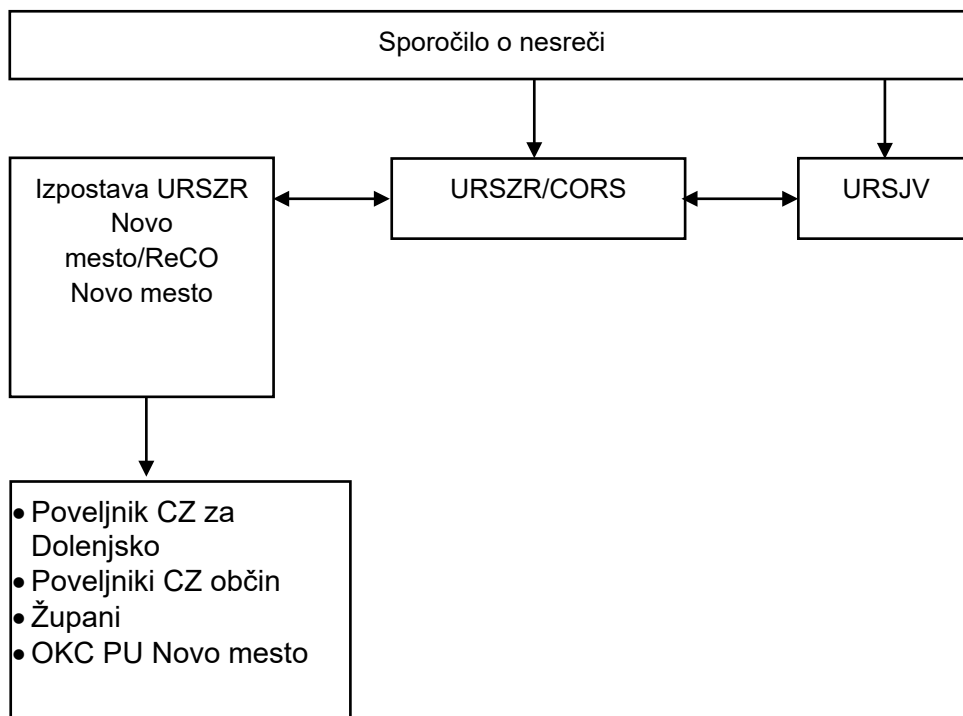 Sporočilo o nesreči
Izpostava URSZR
Novo
mesto/ReCO
Novo mesto
URSZR/CORS
URSJV
• Poveljnik CZ za
Dolenjsko
• Poveljniki CZ občin
• Župani
• OKC PU Novo mesto